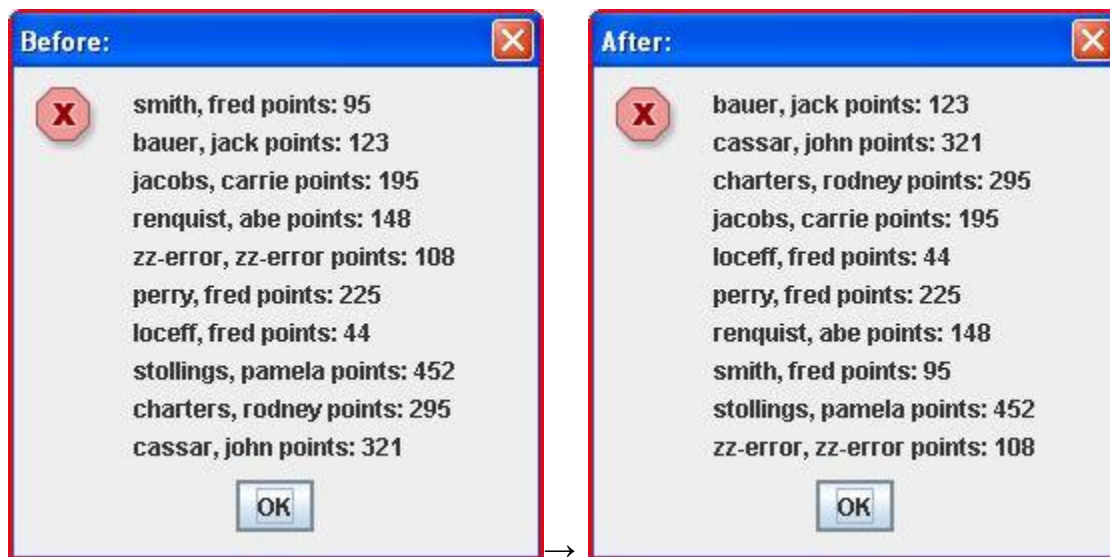 Before:
smith, fred points: 95
bauer, jack points: 123
jacobs, carrie points: 195
renquist, abe points: 148
zz-error, zz-error points: 108
perry, fred points: 225
loceff, fred points: 44
stollings, pamela points: 452
charters, rodney points: 295
cassar, john points: 321
OK
→
After:
bauer, jack points: 123
cassar, john points: 321
charters, rodney points: 295
jacobs, carrie points: 195
loceff, fred points: 44
perry, fred points: 225
renquist, abe points: 148
smith, fred points: 95
stollings, pamela points: 452
zz-error, zz-error points: 108
OK